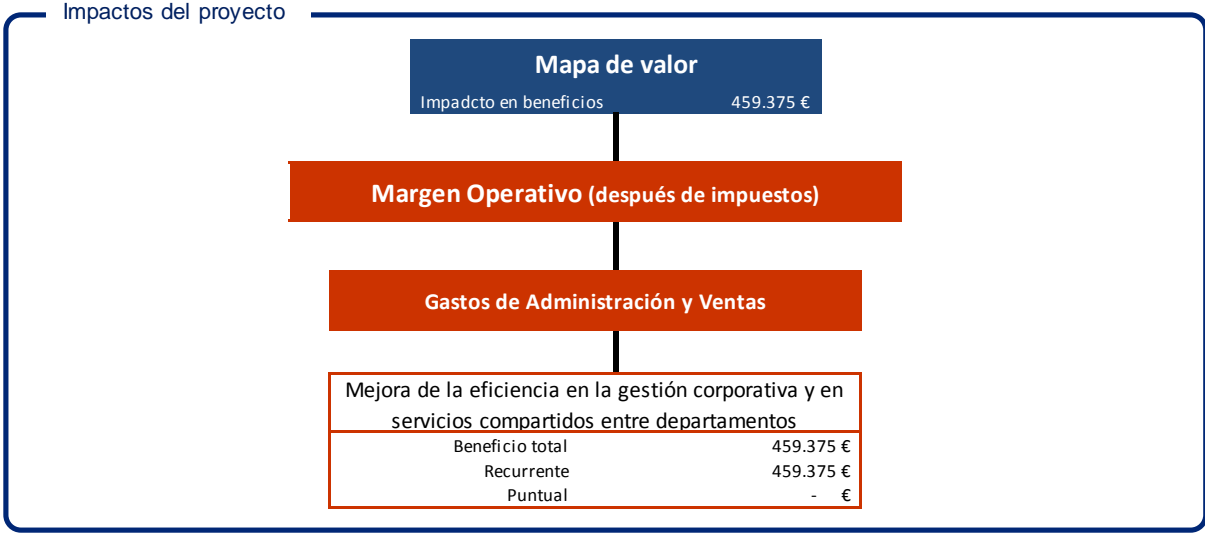 Impactos del proyecto
Mapa de valor
Impadcto en beneficios 459.375 €
Margen Operativo (después de impuestos)
Gastos de Administración y Ventas
Mejora de la eficiencia en la gestión corporativa y en
servicios compartidos entre departamentos
Beneficio total 459.375 €
Recurrente 459.375 €
Puntual - €